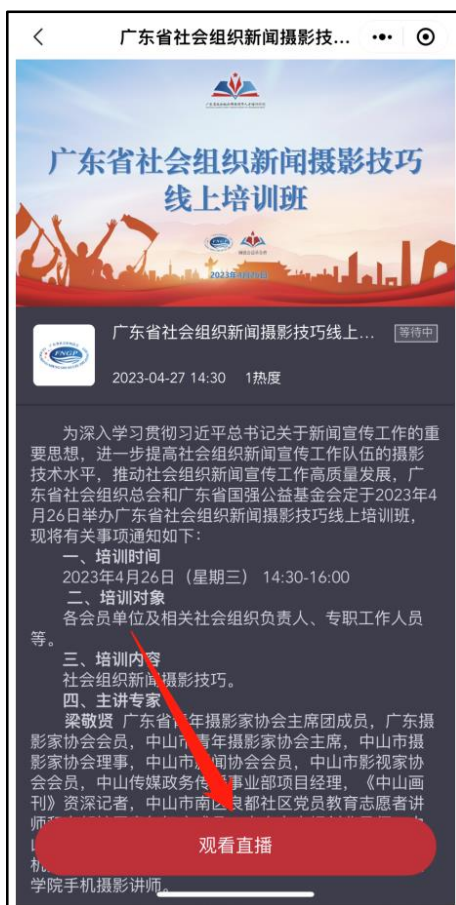 广东省社会组织新闻摄影技...
广东省社会组织新闻摄影技巧
线上培训班
2023年4月26日
广东省社会组织新闻摄影技巧线上...
等待中
FNGP
2023-04-27 14:30 1热度
为深入学习贯彻习近平总书记关于新闻宣传工作的重
要思想，进一步提高社会组织新闻宣传工作队伍的摄影
技术水平，推动社会组织新闻宣传工作高质量发展，广
东省社会组织总会和广东省国强公益基金会定于2023年4
月26日举办广东省社会组织新闻摄影技巧线上培训班，
现将有关事项通知如下：
一、培训时间
2023年4月26日（星期三） 14:30-16:00
二、培训对象
各会员单位及相关社会组织负责人、专职工作人员
等。
三、培训内容
社会组织新闻摄影技巧。
四、主讲专家
梁敬贤 广东省青年摄影家协会主席团成员，广东摄
影家协会会员，中山市青年摄影家协会主席，中山市摄
影家协会理事，中山市新闻协会会员，中山市影视家协
会会员，中山传媒政务传播事业部项目经理，《中山画
刊》资深记者，中山市南区良都社区党员教育志愿者讲
师
观看直播
机
学院手机摄影讲师。